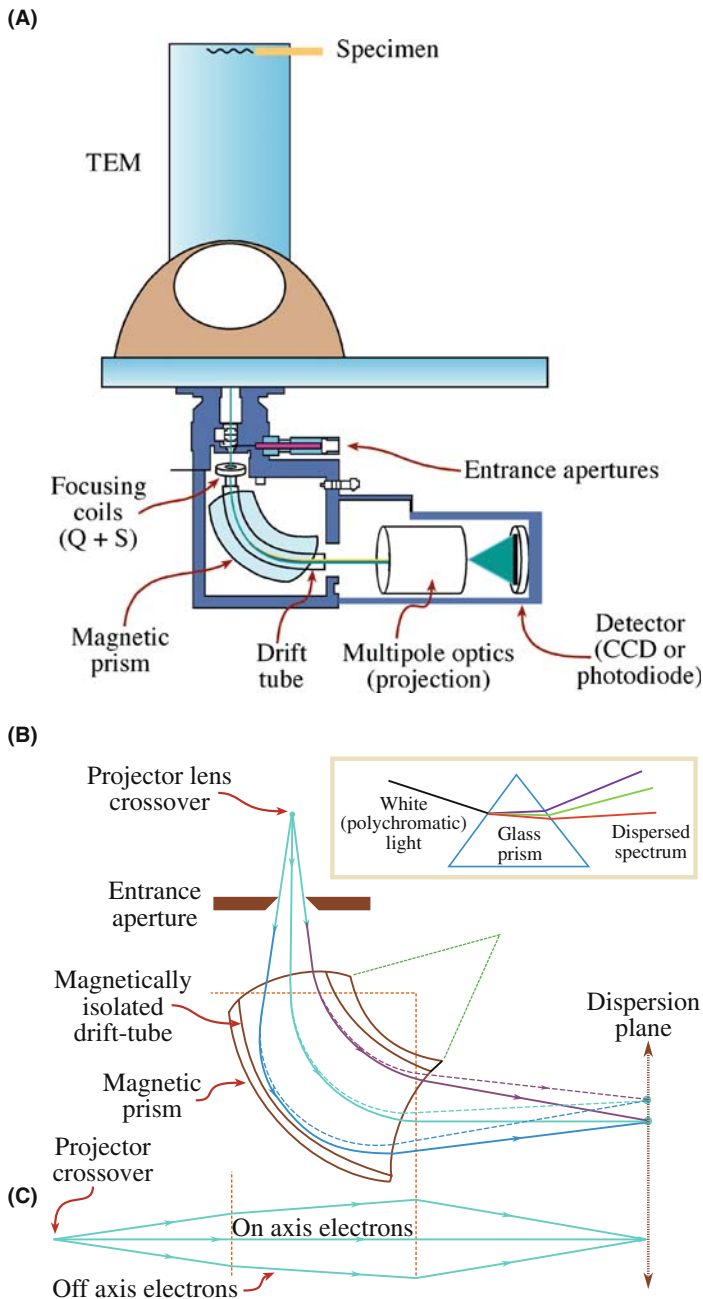 (A)
Specimen
TEM
Entrance apertures
Focusing
coils
(Q + S)
Magnetic
prism
Drift
tube
Multipole optics
(projection)
Detector
(CCD or
photodiode)
(B)
Projector lens
crossover
White
(polychromatic)
light
Glass
prism
Dispersed
spectrum
Entrance
aperture
Magnetically
isolated
drift-tube
Dispersion
plane
Magnetic
prism
Projector
crossover
(C)
On axis electrons
Off axis electrons